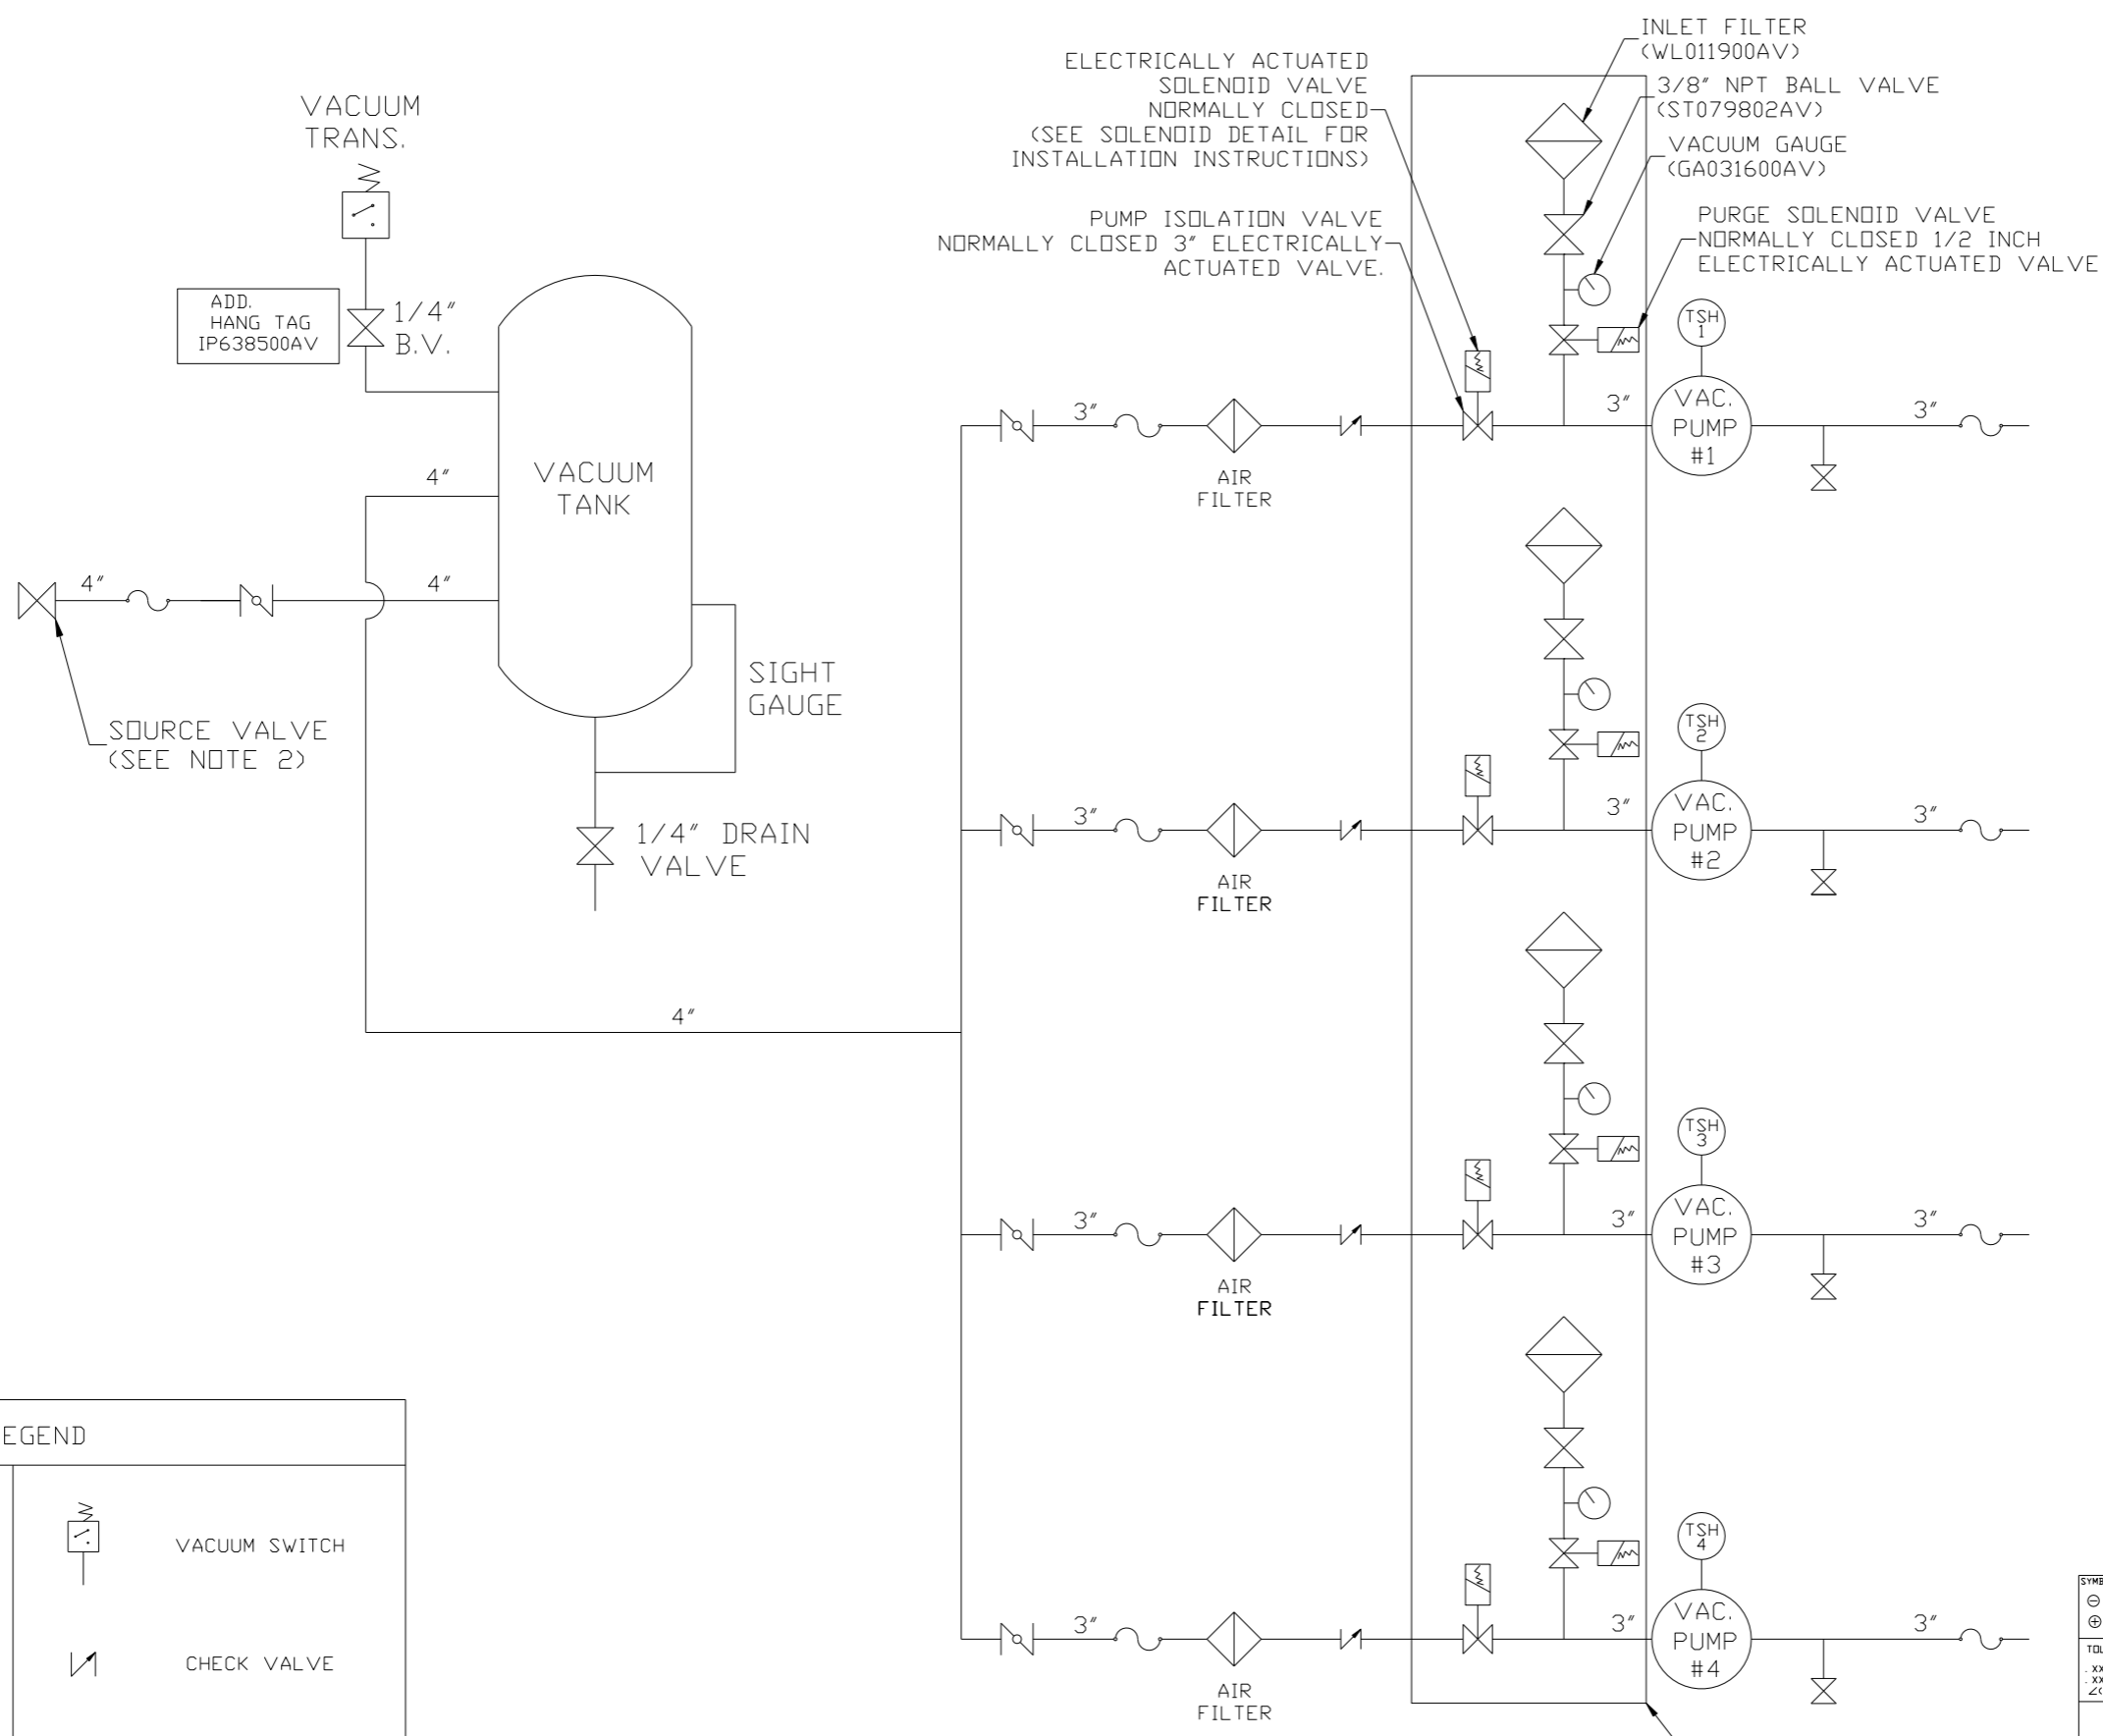 VACUUM
TRANS.
ADD.
HANG TAG
IP638500AV
1/4"
B.V.
VACUUM
TANK
4"
4"
4"
SOURCE VALVE
(SEE NOTE 2)
SIGHT
GAUGE
1/4" DRAIN
VALVE
4"
ELECTRICALLY ACTUATED
SOLENOID VALVE
NORMALLY CLOSED
(SEE SOLENOID DETAIL FOR
INSTALLATION INSTRUCTIONS)
PUMP ISOLATION VALVE
NORMALLY CLOSED 3" ELECTRICALLY
ACTUATED VALVE.
INLET FILTER
(WL011900AV)
3/8" NPT BALL VALVE
(ST079802AV)
VACUUM GAUGE
(GA031600AV)
PURGE SOLENOID VALVE
NORMALLY CLOSED 1/2 INCH
ELECTRICALLY ACTUATED VALVE
3"
AIR
FILTER
3"
TSH
1
VAC.
PUMP
#1
3"
3"
AIR
FILTER
3"
TSH
2
VAC.
PUMP
#2
3"
3"
AIR
FILTER
3"
TSH
3
VAC.
PUMP
#3
3"
3"
AIR
FILTER
3"
TSH
4
VAC.
PUMP
#4
3"
EGEND
VACUUM SWITCH
CHECK VALVE
SYMB
TOL
.XX
.XX